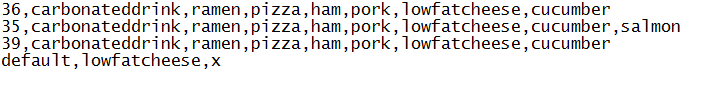 36,carbonateddrink,ramen,pizza,ham,pork,lowfatcheese,cucumber
35,carbonateddrink,ramen,pizza,ham,pork,lowfatcheese,cucumber,salmon
39,carbonateddrink,ramen,pizza,ham,pork,lowfatcheese,cucumber
default,lowfatcheese,x